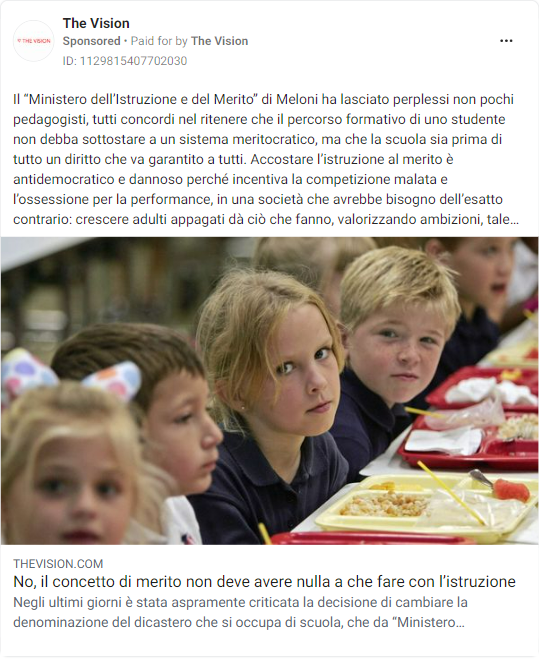 The Vision
Sponsored • Paid for by The Vision
THE VISION
ID: 1129815407702030
Il “Ministero dell’Istruzione e del Merito” di Meloni ha lasciato perplessi non pochi
pedagogisti, tutti concordi nel ritenere che il percorso formativo di uno studente
non debba sottostare a un sistema meritocratico, ma che la scuola sia prima di
tutto un diritto che va garantito a tutti. Accostare l’istruzione al merito è
antidemocratico e dannoso perché incentiva la competizione malata e
l’ossessione per la performance, in una società che avrebbe bisogno dell’esatto
contrario: crescere adulti appagati dà ciò che fanno, valorizzando ambizioni, tale...
THEVISION.COM
No, il concetto di merito non deve avere nulla a che fare con l’istruzione
Negli ultimi giorni è stata aspramente criticata la decisione di cambiare la
denominazione del dicastero che si occupa di scuola, che da “Ministero...